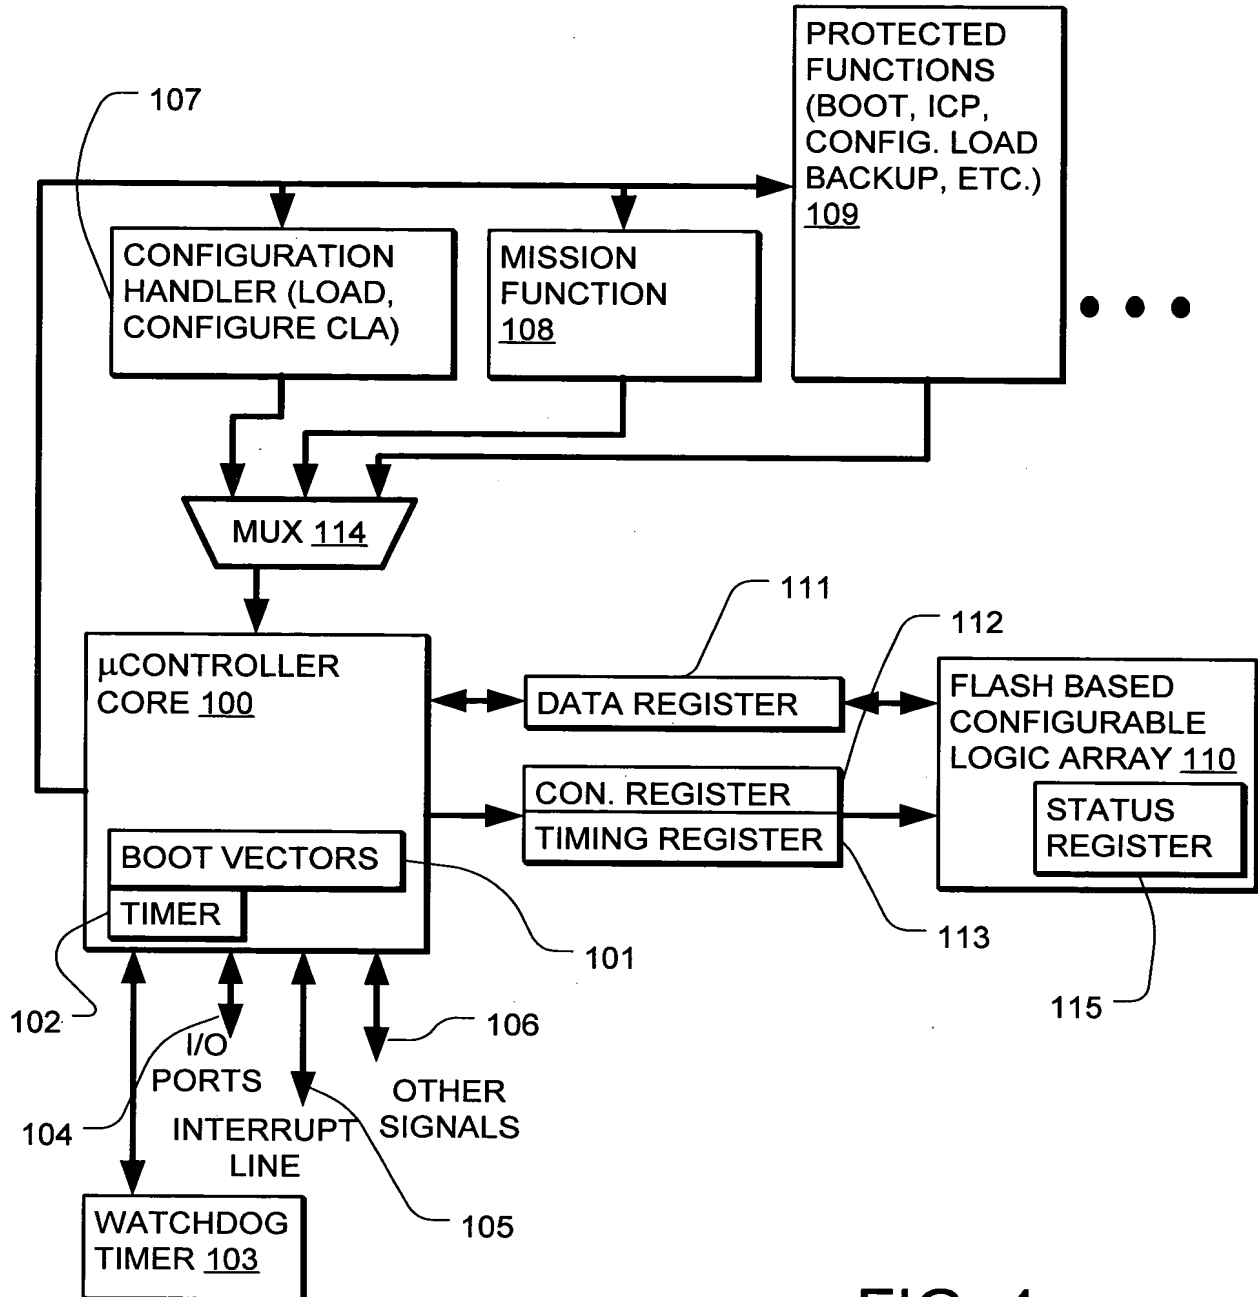 PROTECTED
FUNCTIONS
(BOOT, ICP,
CONFIG. LOAD
BACKUP, ETC.)
109
107
CONFIGURATION
HANDLER (LOAD,
CONFIGURE CLA)
MISSION
FUNCTION
108
MUX 114
111
112
µCONTROLLER
CORE 100
DATA REGISTER
FLASH BASED
CONFIGURABLE
LOGIC ARRAY 110
CON. REGISTER
TIMING REGISTER
STATUS
REGISTER
BOOT VECTORS
TIMER
113
101
115
102
106
I/O
PORTS
OTHER
SIGNALS
104
INTERRUPT
LINE
105
WATCHDOG
TIMER 103